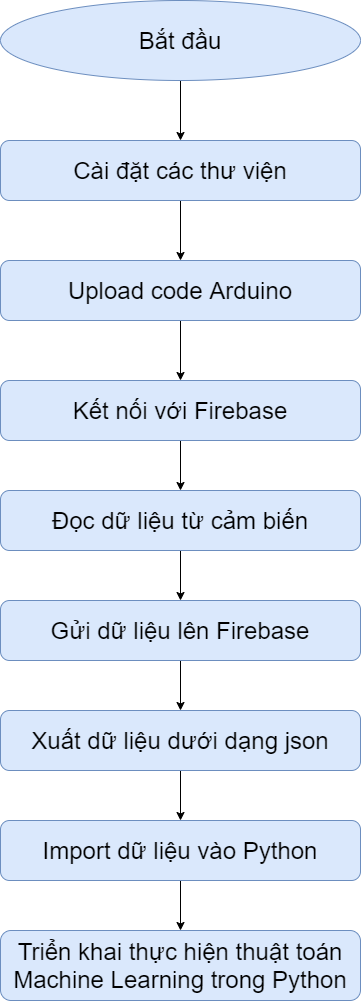 Bắt đầu
Cài đặt các thư viện
Upload code Arduino
Kết nối với Firebase
Đọc dữ liệu từ cảm biến
Gửi dữ liệu lên Firebase
Xuất dữ liệu dưới dạng json
Import dữ liệu vào Python
Triển khai thực hiện thuật toán
Machine Learning trong Python